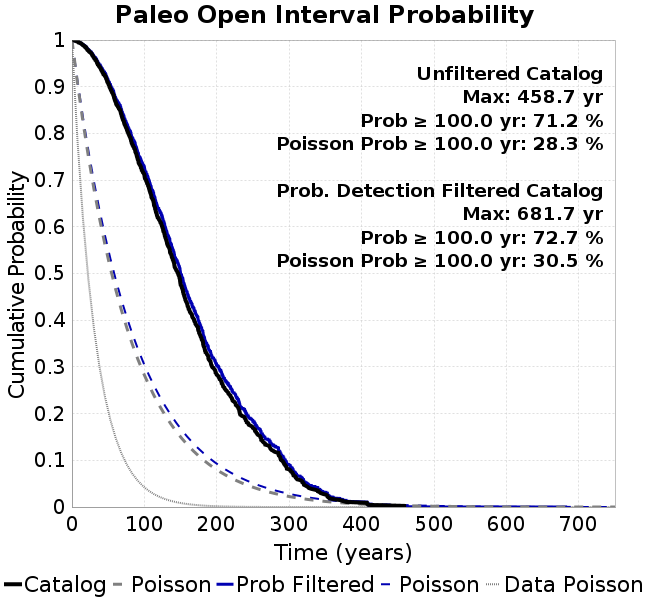 Paleo Open Interval Probability
Cumulative Probability
1
0.9
0.8
0.7
0.6
0.5
0.4
0.3
0.2
0.1
0
Unfiltered Catalog
Max: 458.7 yr
Prob ≥ 100.0 yr: 71.2 %
Poisson Prob ≥ 100.0 yr: 28.3 %
Prob. Detection Filtered Catalog
Max: 681.7 yr
Prob ≥ 100.0 yr: 72.7 %
Poisson Prob ≥ 100.0 yr: 30.5 %
0 100 200 300 400 500 600 700
Time (years)
Catalog Poisson Prob Filtered Poisson Data Poisson